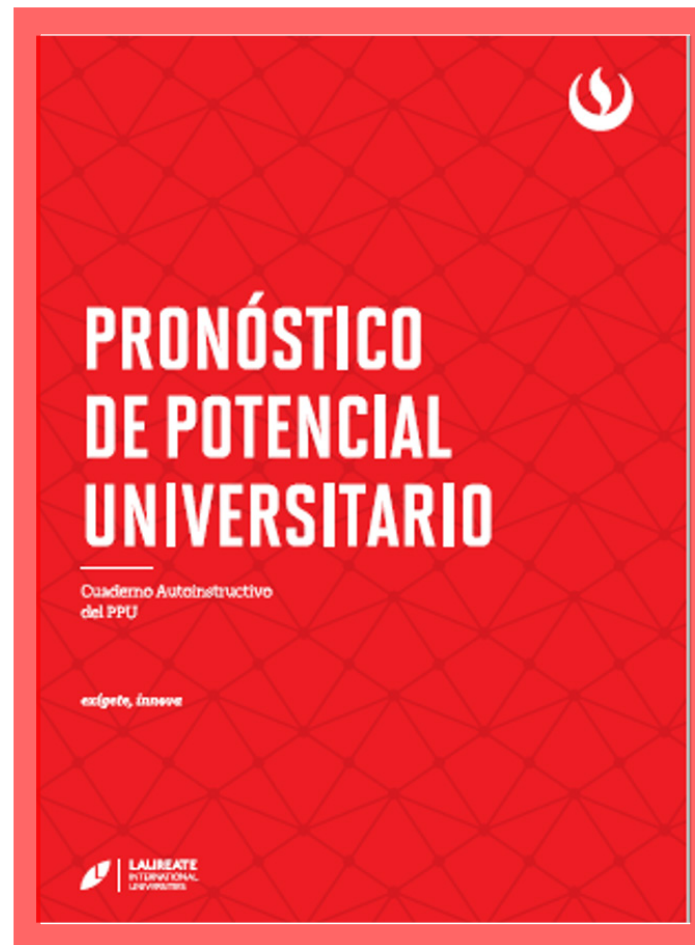 PRONÓSTICO
DE POTENCIAL
UNIVERSITARIO
Cuaderno Autoinstructivo
del PPU
exígete, innova
LAUREATE
INTERNATIONAL
UNIVERSITIES